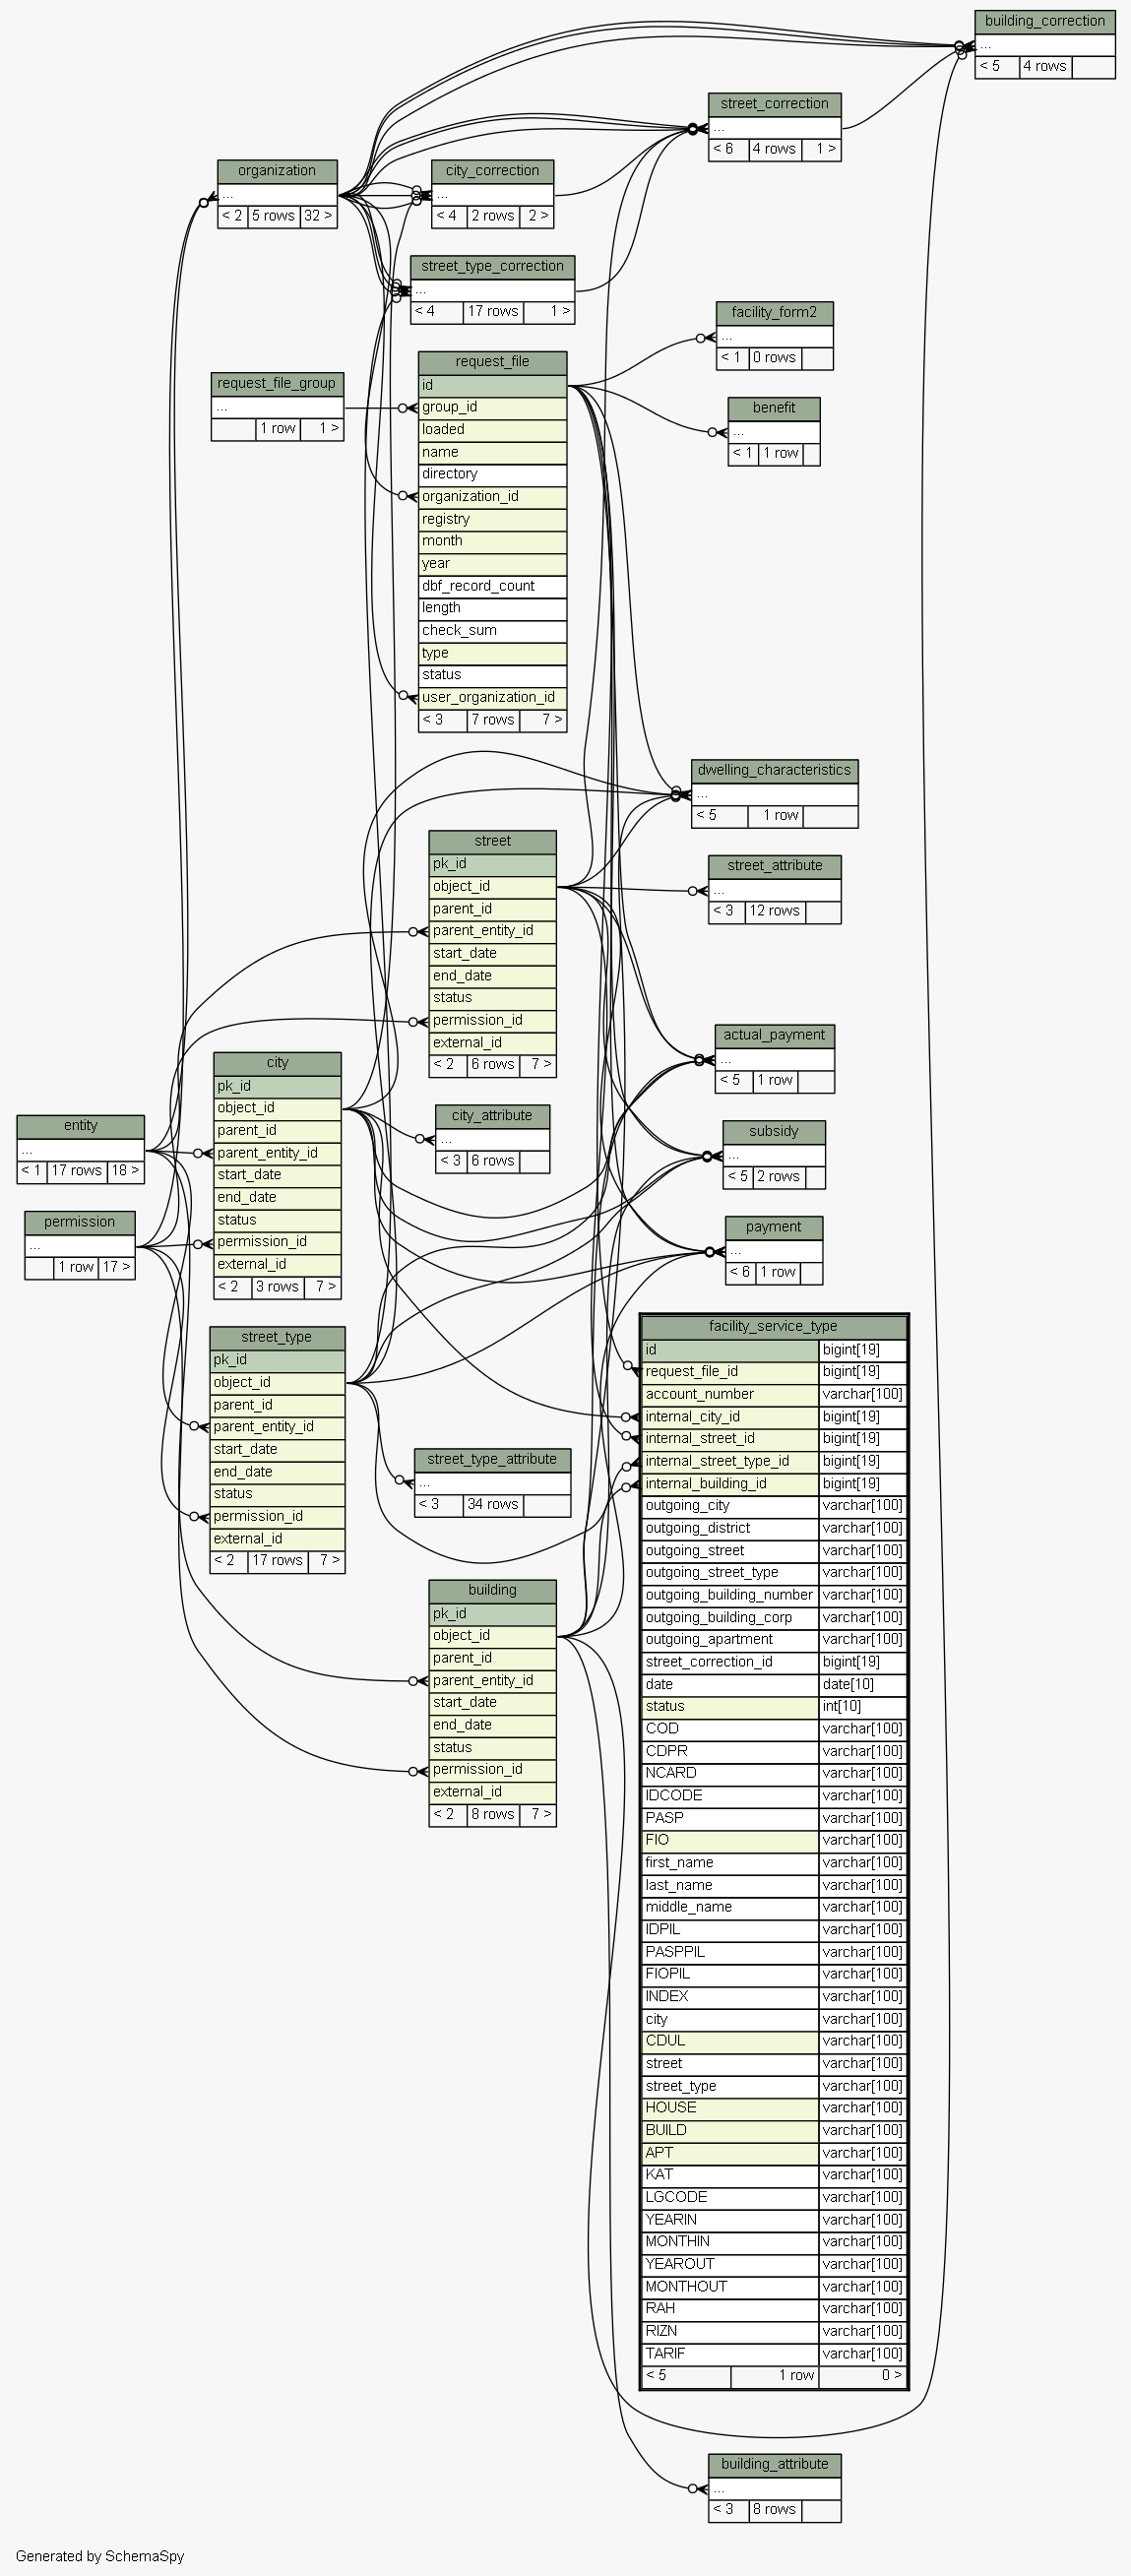 building_correction
...
< 5 4 rows
street_correction
...
< 6 4 rows 1 >
organization
...
< 2 5 rows 32 >
city_correction
...
< 4 2 rows 2 >
street_type_correction
...
< 4 17 rows 1 >
facility_form2
...
< 1 0 rows
request_file
id
group_id
loaded
name
directory
organization_id
registry
month
year
dbf_record_count
length
check_sum
type
status
user_organization_id
< 3 7 rows 7 >
request_file_group
...
1 row 1 >
benefit
...
< 1 1 row
dwelling_characteristics
...
< 5 1 row
street
pk_id
object_id
parent_id
parent_entity_id
start_date
end_date
status
permission_id
external_id
< 2 6 rows 7 >
street_attribute
...
< 3 12 rows
actual_payment
...
< 5 1 row
city
pk_id
object_id
parent_id
parent_entity_id
start_date
end_date
status
permission_id
external_id
< 2 3 rows 7 >
city_attribute
...
< 3 6 rows
entity
...
< 1 17 rows 18 >
subsidy
...
< 5 2 rows
permission
...
1 row 17 >
payment
...
< 6 1 row
street_type
pk_id
object_id
parent_id
parent_entity_id
start_date
end_date
status
permission_id
external_id
< 2 17 rows 7 >
street_type_attribute
...
< 3 34 rows
building
pk_id
object_id
parent_id
parent_entity_id
start_date
end_date
status
permission_id
external_id
< 2 8 rows 7 >
facility_service_type
id bigint[19]
request_file_id bigint[19]
account_number varchar[100]
internal_city_id bigint[19]
internal_street_id bigint[19]
internal_street_type_id bigint[19]
internal_building_id bigint[19]
outgoing_city varchar[100]
outgoing_district varchar[100]
outgoing_street varchar[100]
outgoing_street_type varchar[100]
outgoing_building_number varchar[100]
outgoing_building_corp varchar[100]
outgoing_apartment varchar[100]
street_correction_id bigint[19]
date date[10]
status int[10]
COD varchar[100]
CDPR varchar[100]
NCARD varchar[100]
IDCODE varchar[100]
PASP varchar[100]
FIO varchar[100]
first_name varchar[100]
last_name varchar[100]
middle_name varchar[100]
IDPIL varchar[100]
PASPPIL varchar[100]
FIOPIL varchar[100]
INDEX varchar[100]
city varchar[100]
CDUL varchar[100]
street varchar[100]
street_type varchar[100]
HOUSE varchar[100]
BUILD varchar[100]
APT varchar[100]
KAT varchar[100]
LGCODE varchar[100]
YEARIN varchar[100]
MONTHIN varchar[100]
YEAROUT varchar[100]
MONTHOUT varchar[100]
RAH varchar[100]
RIZN varchar[100]
TARIF varchar[100]
< 5 1 row 0 >
building_attribute
...
< 3 8 rows
Generated by SchemaSpy